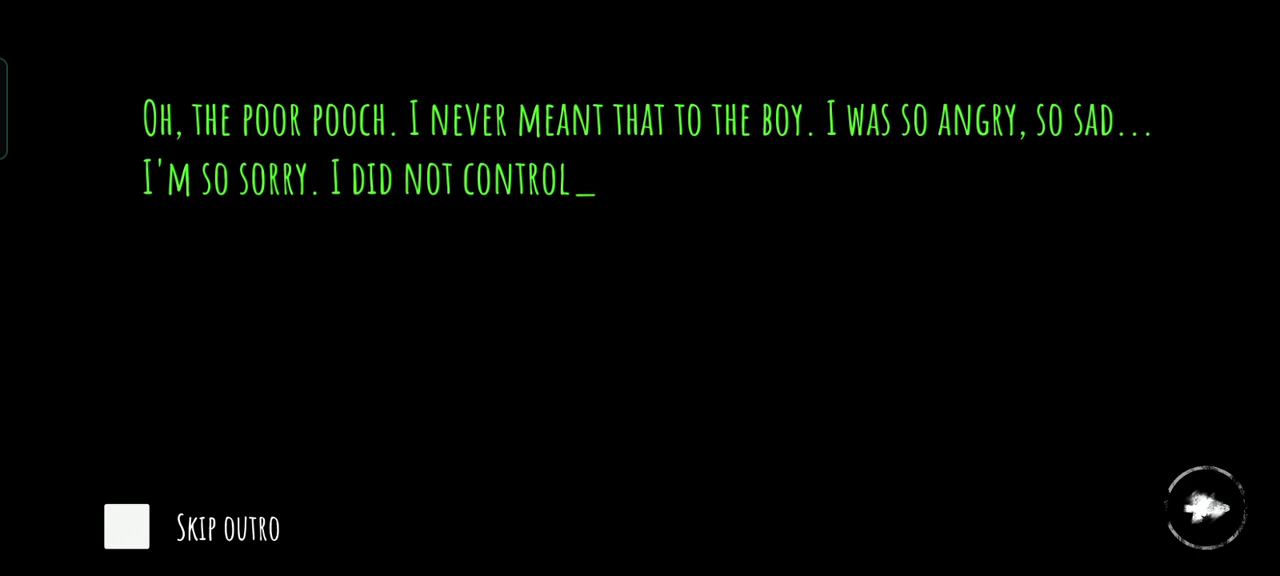 Oh, the poor pooch. I never meant that to the boy. I was so angry, so sad...
I'm so sorry. I did not control_
Skip outro